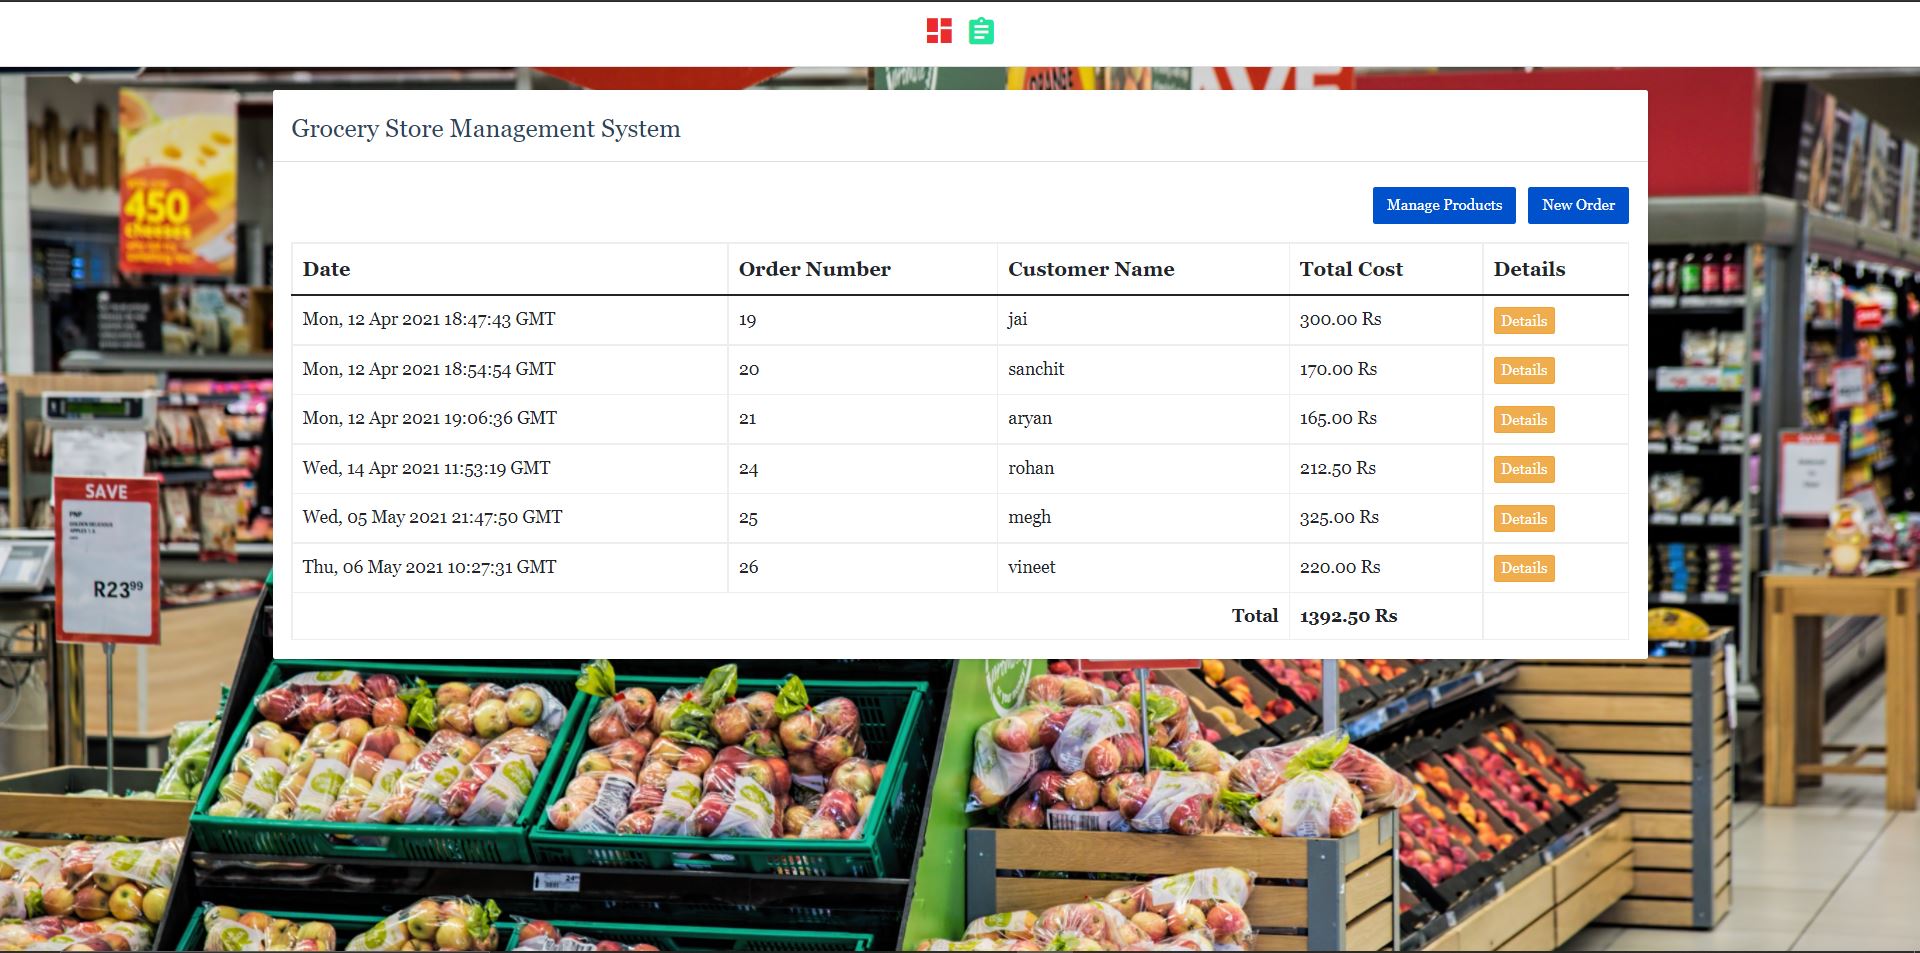 Grocery Store Management System
Manage Products New Order
Date Order Number Customer Name Total Cost Details
Mon, 12 Apr 2021 18:47:43 GMT 19 jai 300.00 Rs Details
Mon, 12 Apr 2021 18:54:54 GMT 20 sanchit 170.00 Rs Details
Mon, 12 Apr 2021 19:06:36 GMT 21 aryan 165.00 Rs Details
Wed, 14 Apr 2021 11:53:19 GMT 24 rohan 212.50 Rs Details
Wed, 05 May 2021 21:47:50 GMT 25 megh 325.00 Rs Details
Thu, 06 May 2021 10:27:31 GMT 26 vineet 220.00 Rs Details
Total 1392.50 Rs
ORANGE
450
cheeses
SAVE
PNP
GOLDEN DELICIOUS
R23⁹⁹